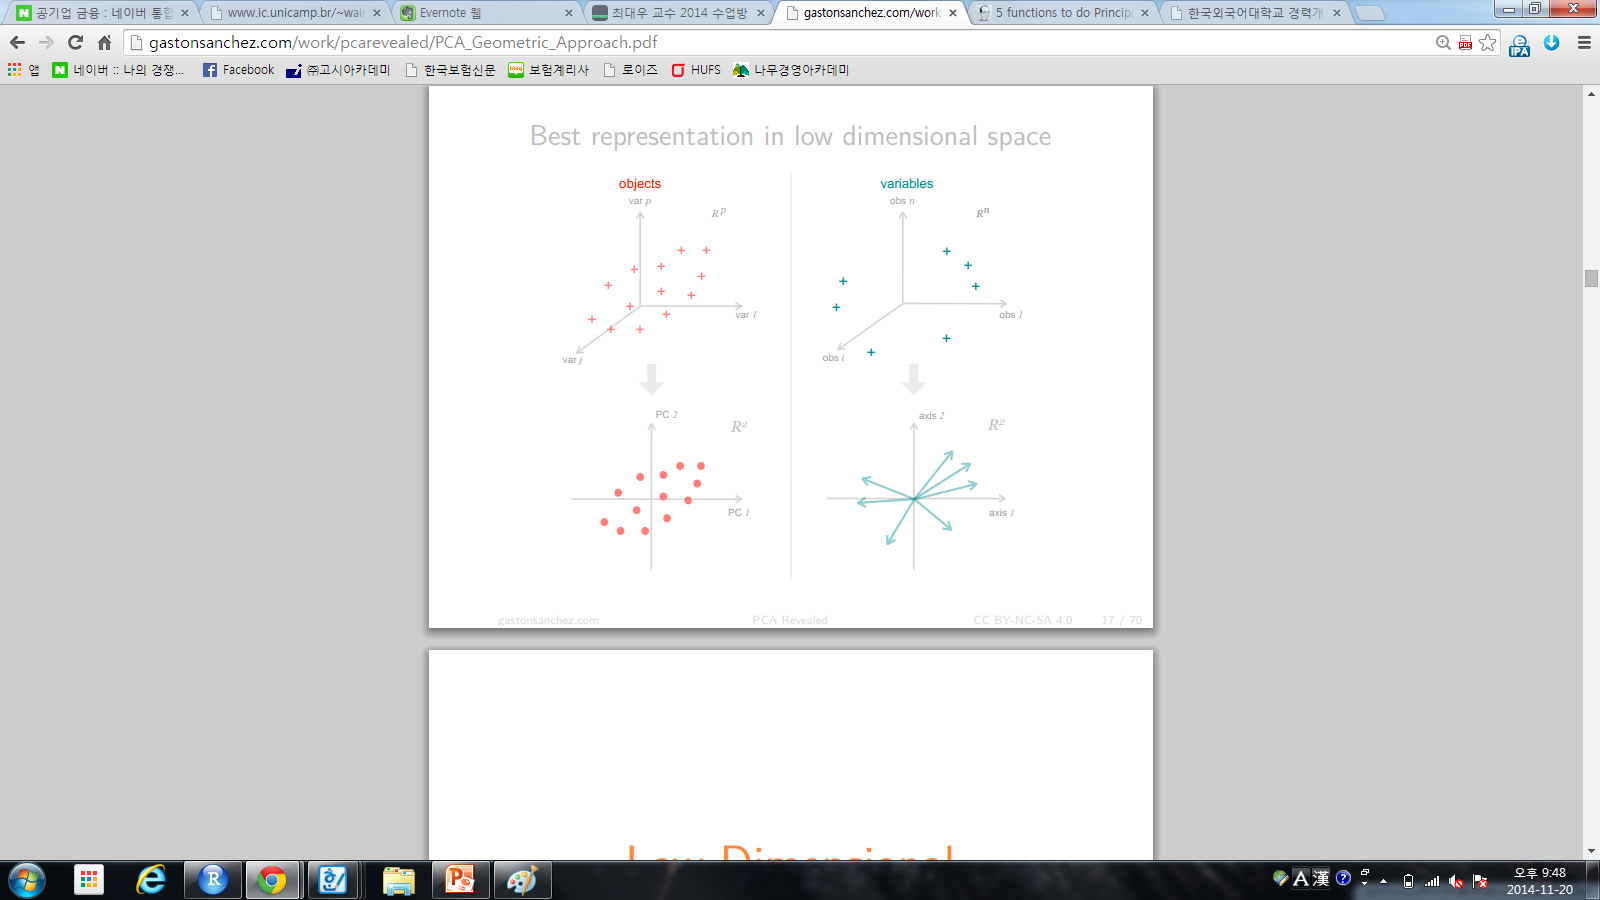 공기업 금융 : 네이버 통합
www.ic.unicamp.br/~wai
Evernote 웹
최대우 교수 2014 수업방
gastonsanchez.com/work
5 functions to do Princip
한국외국어대학교 경력개
gastonsanchez.com/work/pcarevealed/PCA_Geometric_Approach.pdf
앱
네이버 :: 나의 경쟁...
Facebook
㈜고시아카데미
한국보험신문
보험계리사
로이즈
HUFS
나무경영아카데미
Best representation in low dimensional space
objects
var p
R^p
var 1
var j
PC 2
R²
PC 1
variables
obs n
R^n
obs 1
obs i
axis 2
R²
axis 1
gastonsanchez.com PCA Revealed CC BY-NC-SA 4.0 17 / 70
Low Dimensional
A 漢
오후 9:48
2014-11-20